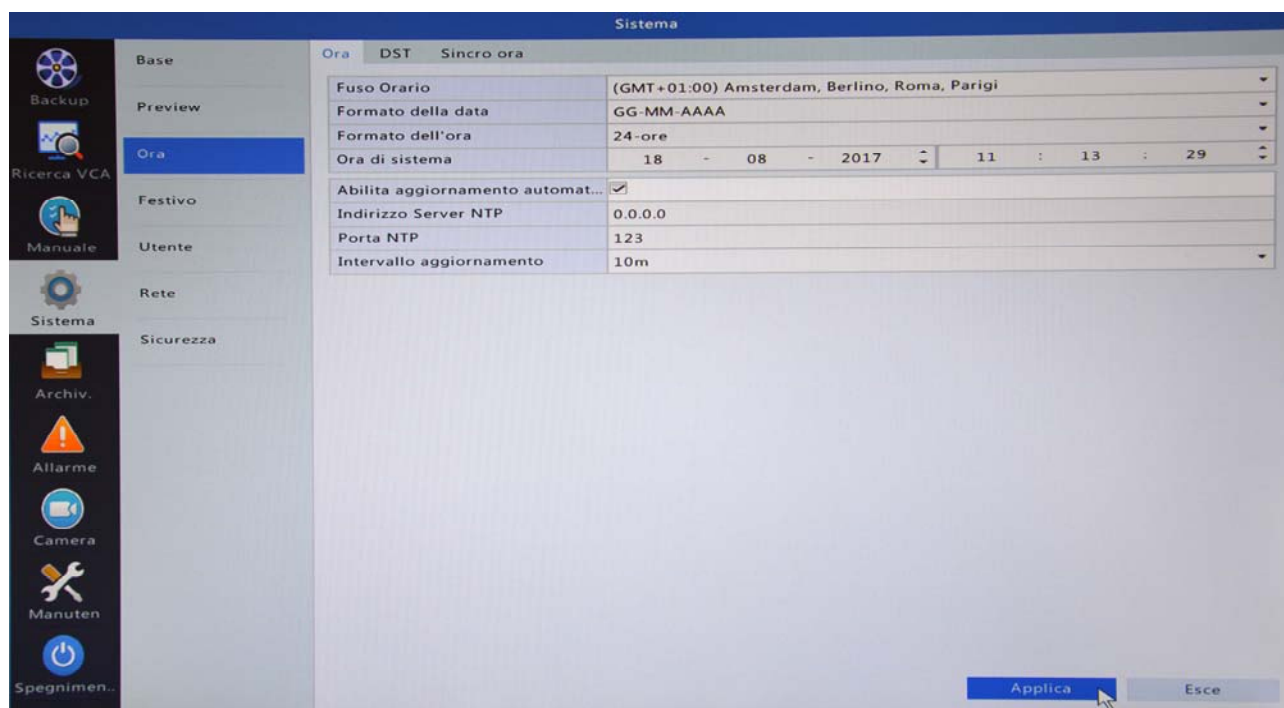 Sistema
Backup
Ricerca VCA
Manuale
Sistema
Archiv.
Allarme
Camera
Manuten
Spegnimen..
Base
Preview
Ora
Festivo
Utente
Rete
Sicurezza
Ora DST Sincro ora
Fuso Orario (GMT+01:00) Amsterdam, Berlino, Roma, Parigi
Formato della data GG-MM-AAAA
Formato dell'ora 24-ore
Ora di sistema 18 - 08 - 2017 11 : 13 : 29
Abilita aggiornamento automat...
Indirizzo Server NTP 0.0.0.0
Porta NTP 123
Intervallo aggiornamento 10m
Applica Esce